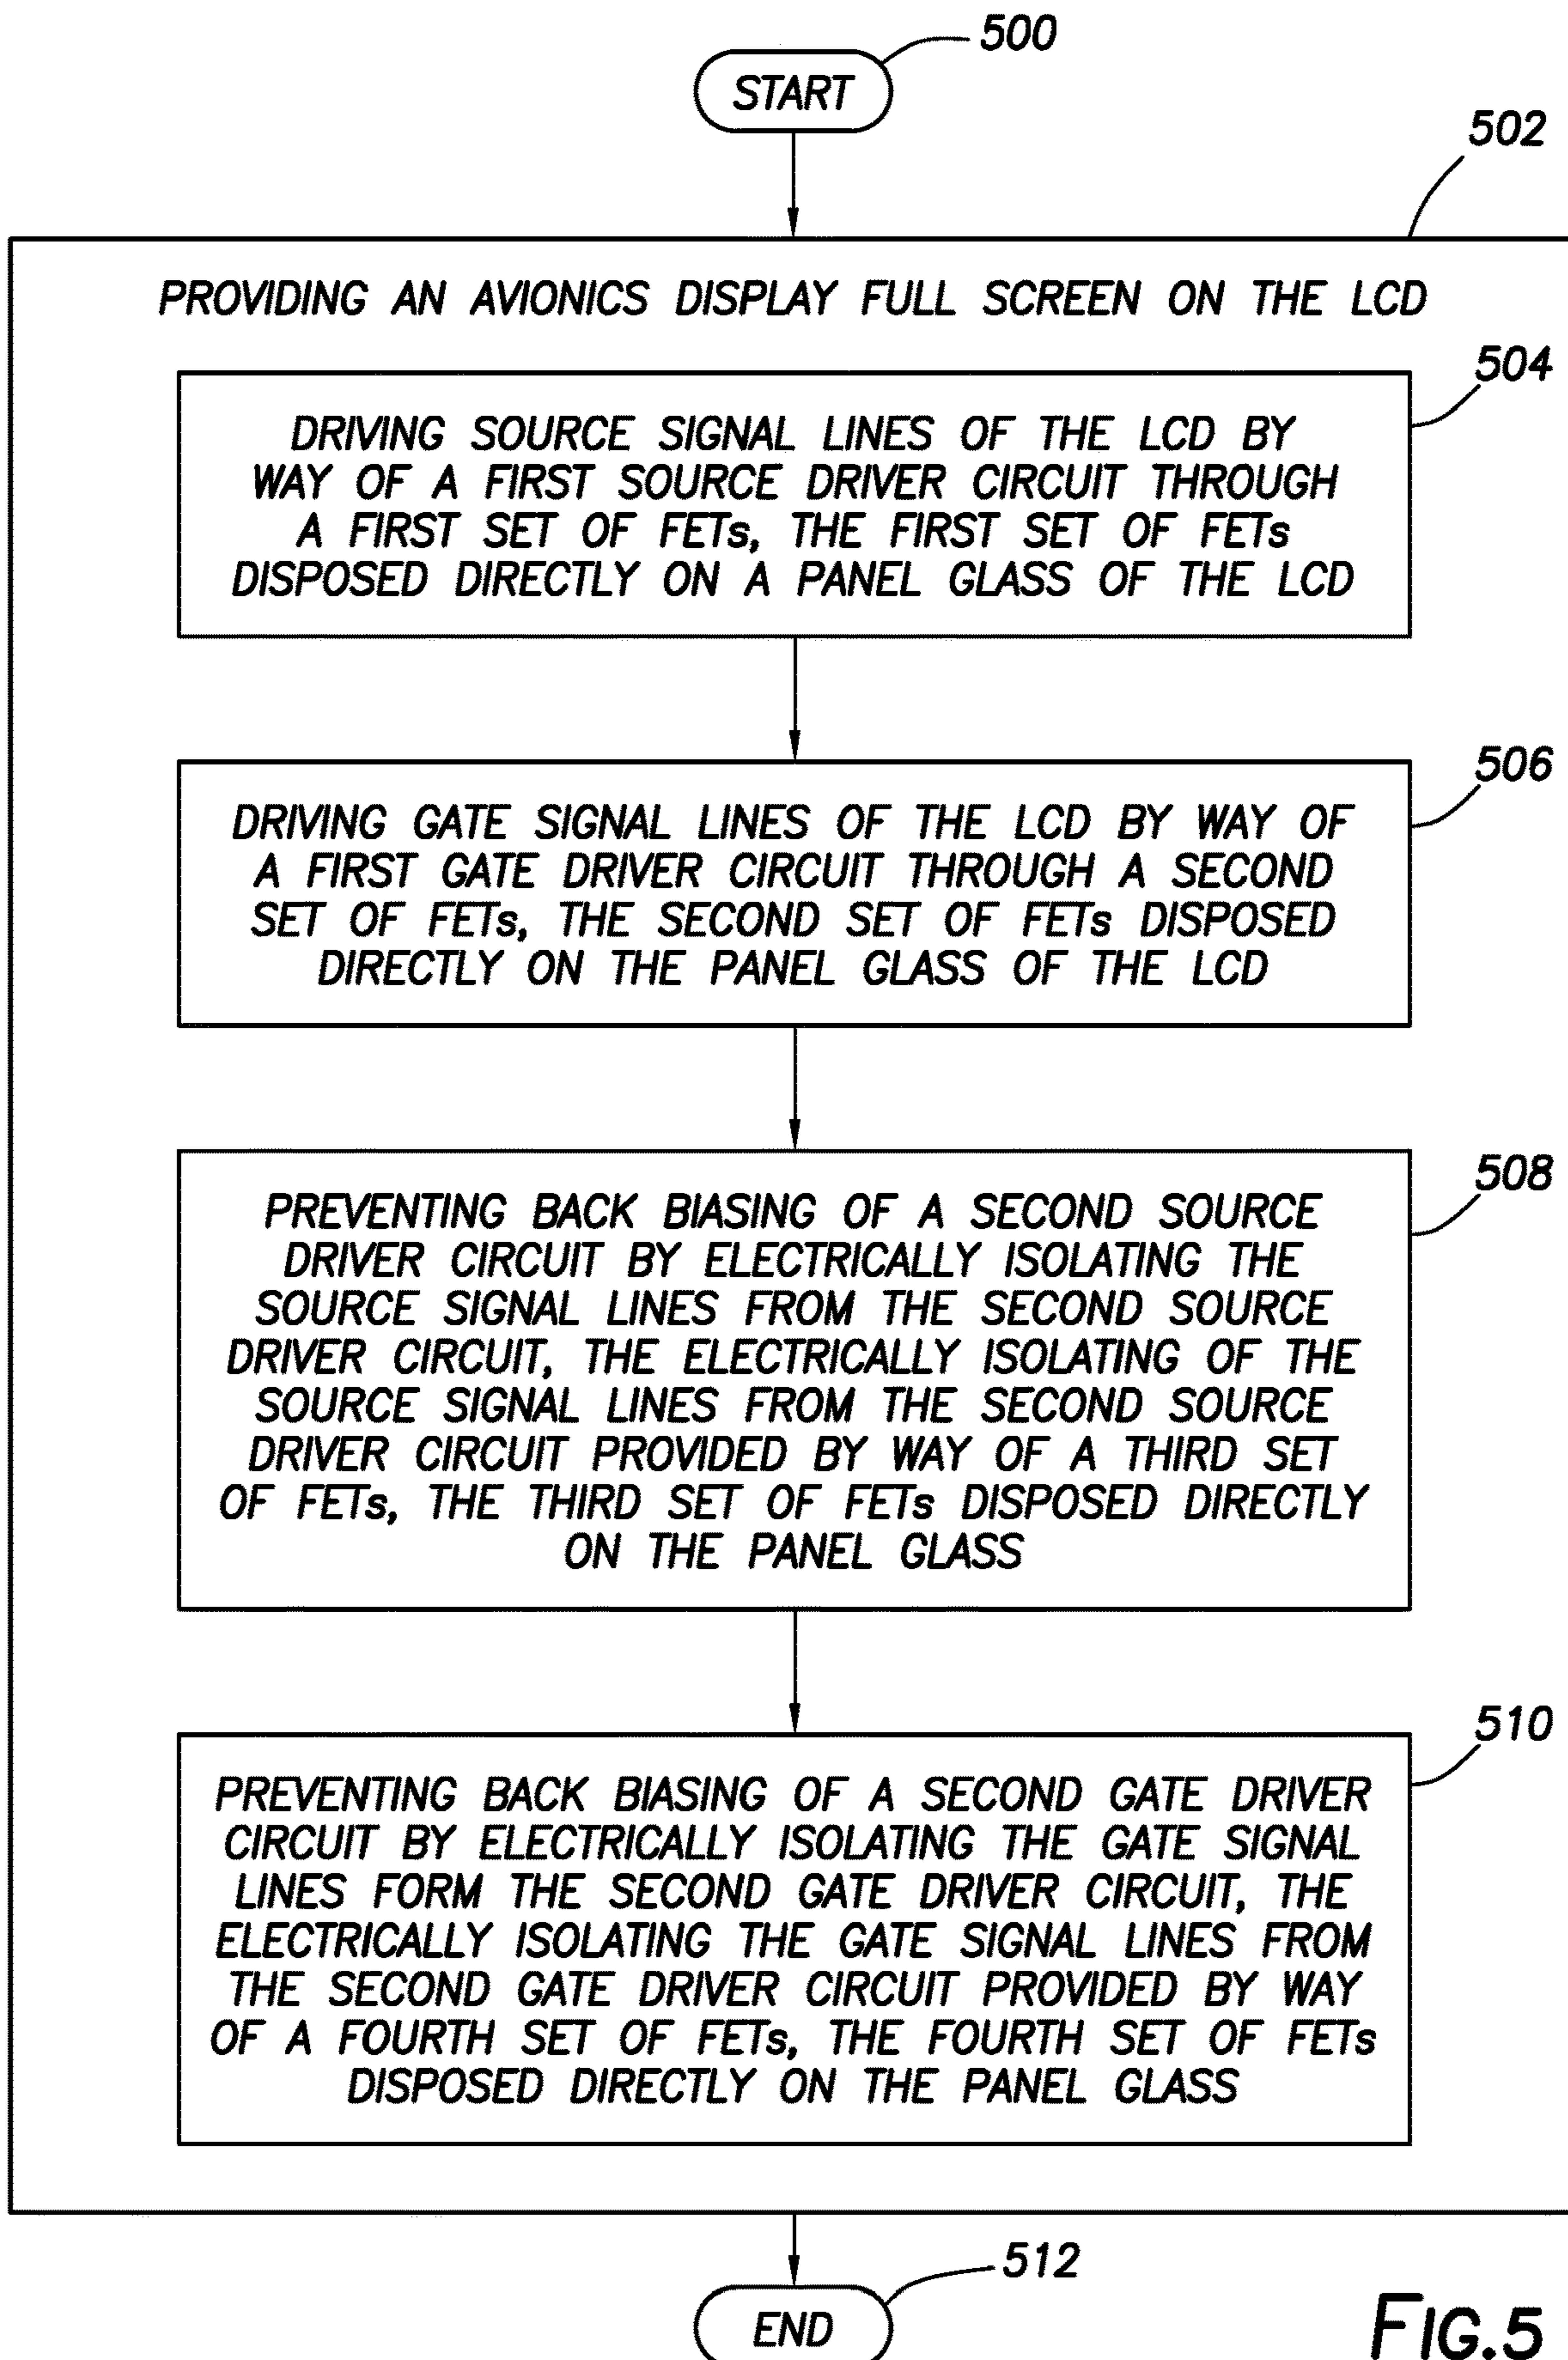 500
START
502
PROVIDING AN AVIONICS DISPLAY FULL SCREEN ON THE LCD
504
DRIVING SOURCE SIGNAL LINES OF THE LCD BY
WAY OF A FIRST SOURCE DRIVER CIRCUIT THROUGH
A FIRST SET OF FETs, THE FIRST SET OF FETs
DISPOSED DIRECTLY ON A PANEL GLASS OF THE LCD
506
DRIVING GATE SIGNAL LINES OF THE LCD BY WAY OF
A FIRST GATE DRIVER CIRCUIT THROUGH A SECOND
SET OF FETs, THE SECOND SET OF FETs DISPOSED
DIRECTLY ON THE PANEL GLASS OF THE LCD
508
PREVENTING BACK BIASING OF A SECOND SOURCE
DRIVER CIRCUIT BY ELECTRICALLY ISOLATING THE
SOURCE SIGNAL LINES FROM THE SECOND SOURCE
DRIVER CIRCUIT, THE ELECTRICALLY ISOLATING OF THE
SOURCE SIGNAL LINES FROM THE SECOND SOURCE
DRIVER CIRCUIT PROVIDED BY WAY OF A THIRD SET
OF FETs, THE THIRD SET OF FETs DISPOSED DIRECTLY
ON THE PANEL GLASS
510
PREVENTING BACK BIASING OF A SECOND GATE DRIVER
CIRCUIT BY ELECTRICALLY ISOLATING THE GATE SIGNAL
LINES FORM THE SECOND GATE DRIVER CIRCUIT, THE
ELECTRICALLY ISOLATING THE GATE SIGNAL LINES FROM
THE SECOND GATE DRIVER CIRCUIT PROVIDED BY WAY
OF A FOURTH SET OF FETs, THE FOURTH SET OF FETs
DISPOSED DIRECTLY ON THE PANEL GLASS
512
END
FIG.5